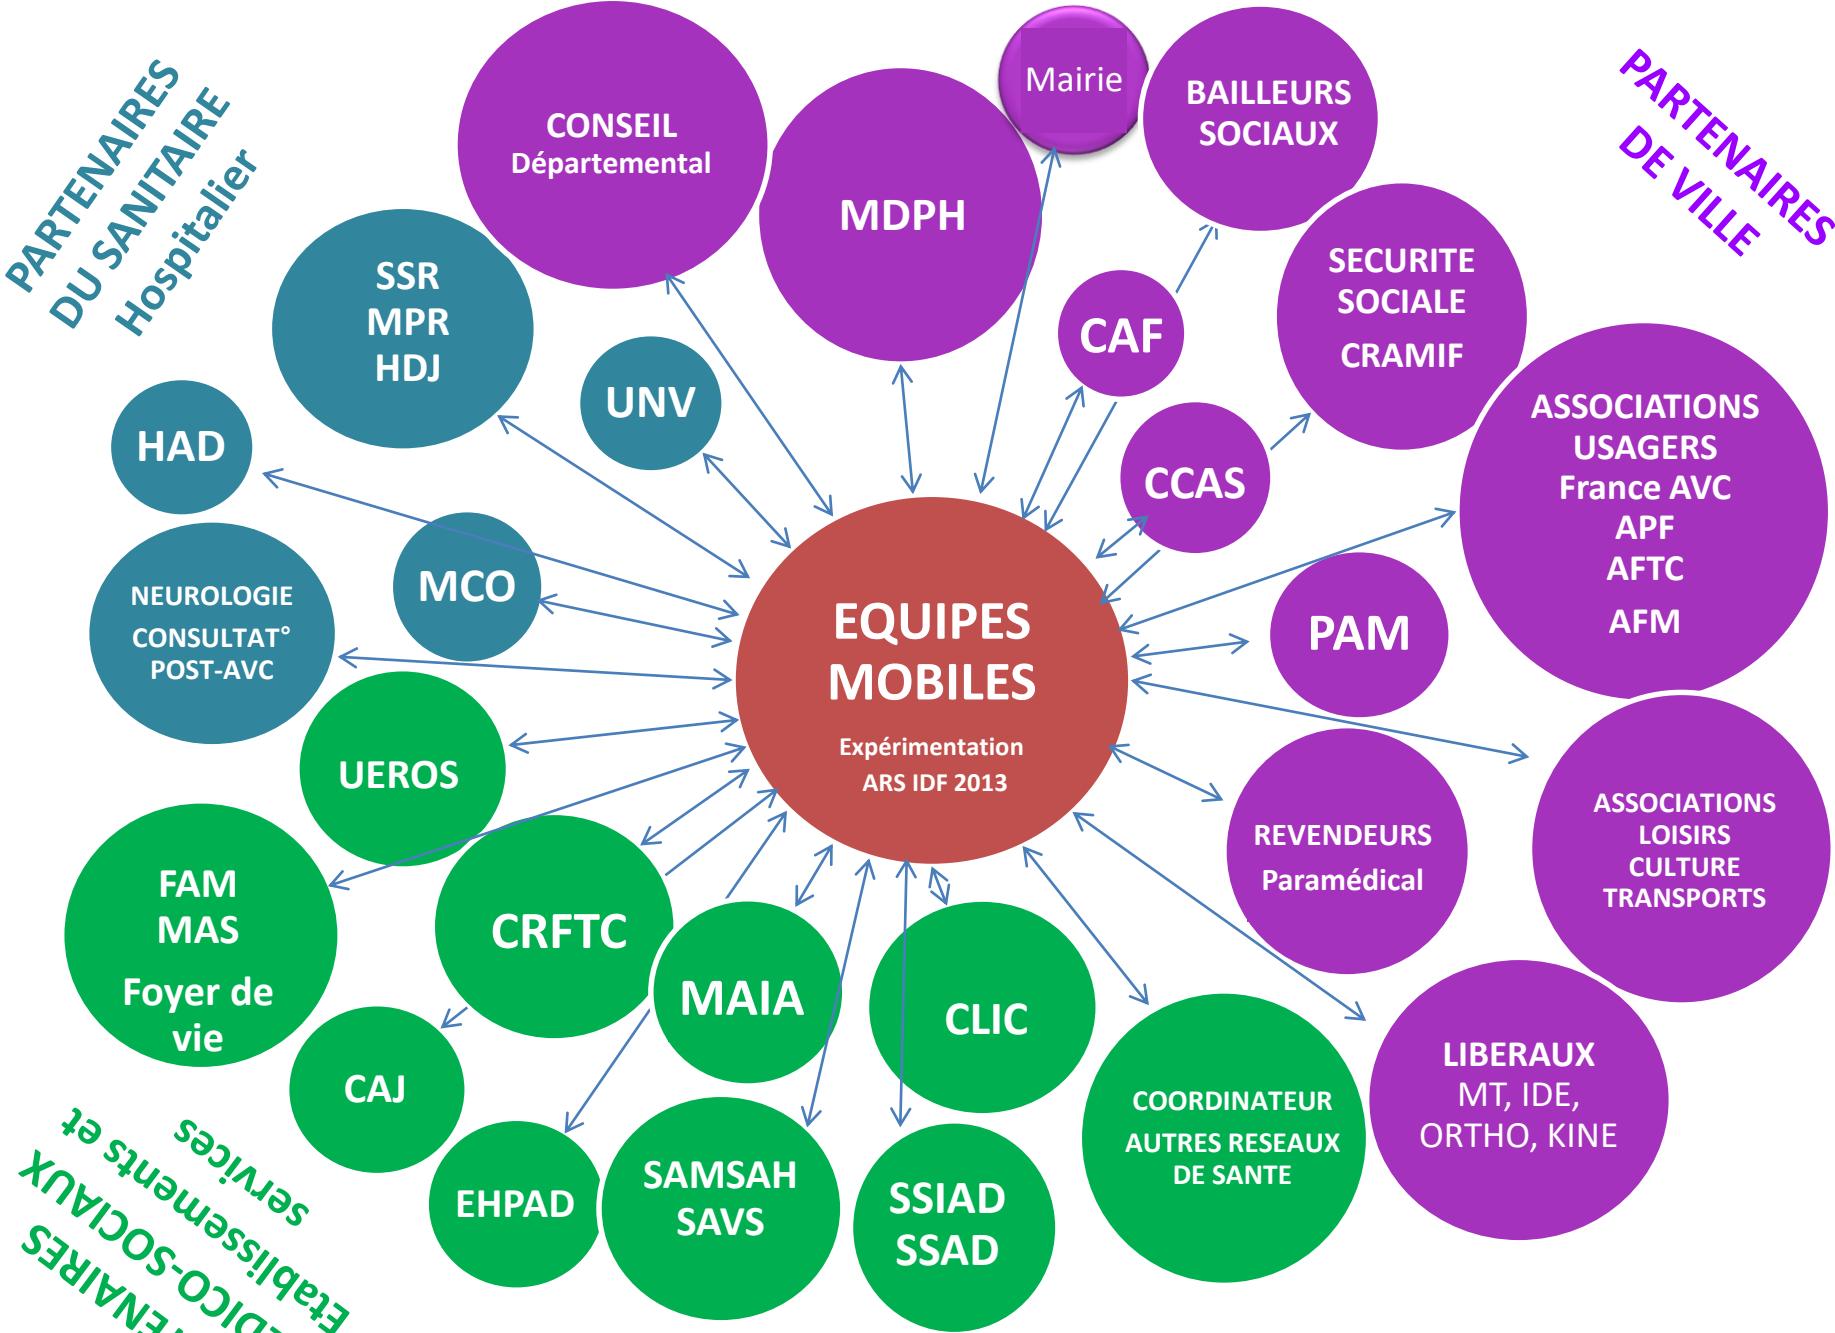 PARTENAIRES
DU SANITAIRE
Hospitalier
CONSEIL
Départemental
MDPH
Mairie
BAILLEURS
SOCIAUX
PARTENAIRES
DE VILLE
SSR
MPR
HDJ
UNV
CAF
SECURITE
SOCIALE
CRAMIF
HAD
CCAS
ASSOCIATIONS
USAGERS
France AVC
APF
AFTC
AFM
NEUROLOGIE
CONSULTAT°
POST-AVC
MCO
EQUIPES
MOBILES
Expérimentation
ARS IDF 2013
PAM
UEROS
REVENDEURS
Paramédical
ASSOCIATIONS
LOISIRS
CULTURE
TRANSPORTS
FAM
MAS
Foyer de
vie
CRFTC
MAIA
CLIC
CAJ
EHPAD
SAMSAH
SAVS
SSIAD
SSAD
COORDINATEUR
AUTRES RESEAUX
DE SANTE
LIBERAUX
MT, IDE,
ORTHO, KINE
TENAIRES
EDICO-SOCIAUX
Etablissements et
services